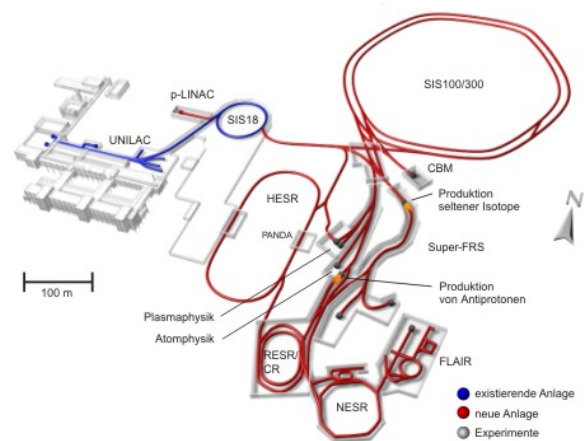 SIS100/300
p-LINAC
SIS18
UNILAC
CBM
Produktion
seltener Isotope
HESR
N
PANDA
Super-FRS
100 m
Produktion
von Antiprotonen
Plasmaphysik
Atomphysik
RESR/
CR
FLAIR
NESR
existierende Anlage
neue Anlage
Experimente